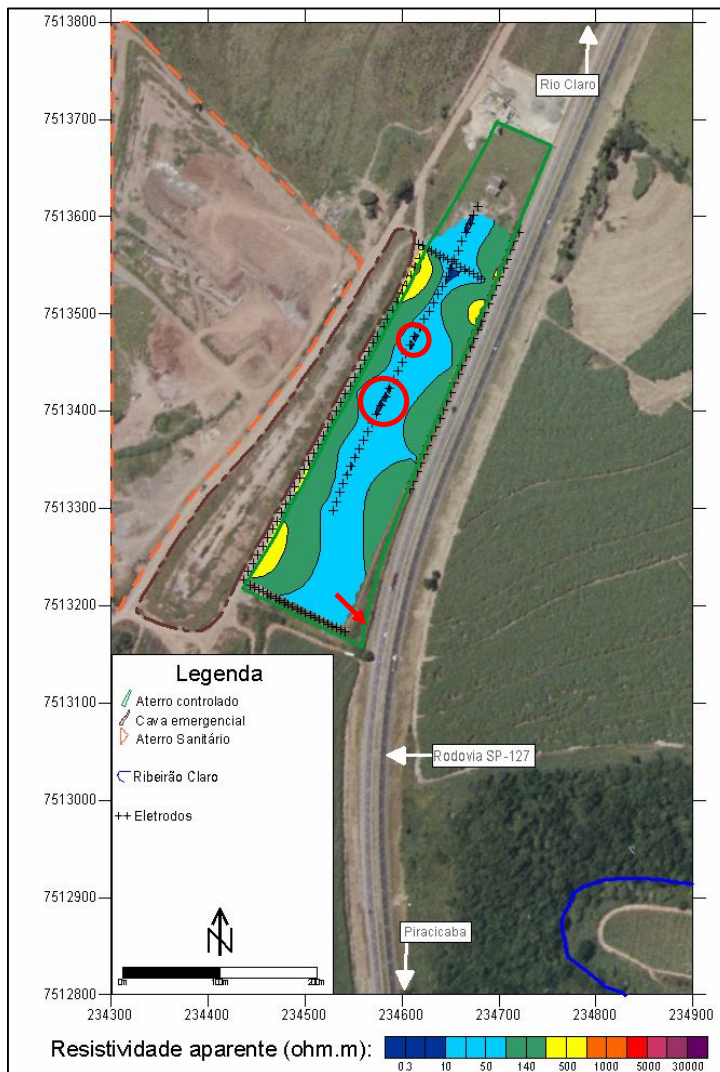 7513800
7513700
7513600
7513500
7513400
7513300
7513200
7513100
7513000
7512900
7512800
Rio Claro
Legenda
Aterro controlado
Cava emergencial
Aterro Sanitário
Ribeirão Claro
++ Eletrodos
N
0m 100m 200m
Rodovia SP-127
Piracicaba
234300 234400 234500 234600 234700 234800 234900
Resistividade aparente (ohm.m):
0.3 10 50 140 500 1000 5000 30000